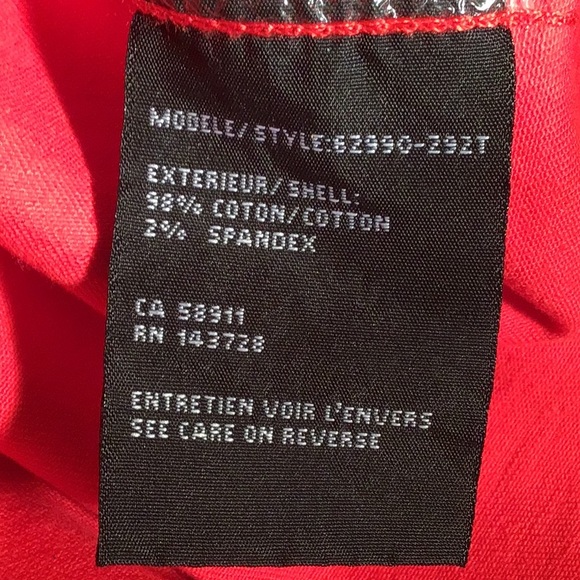 MODELE/STYLE:62990-292T
EXTERIEUR/SHELL:
98% COTON/COTTON
2% SPANDEX
CA 58911
RN 143728
ENTRETIEN VOIR L'ENVERS
SEE CARE ON REVERSE